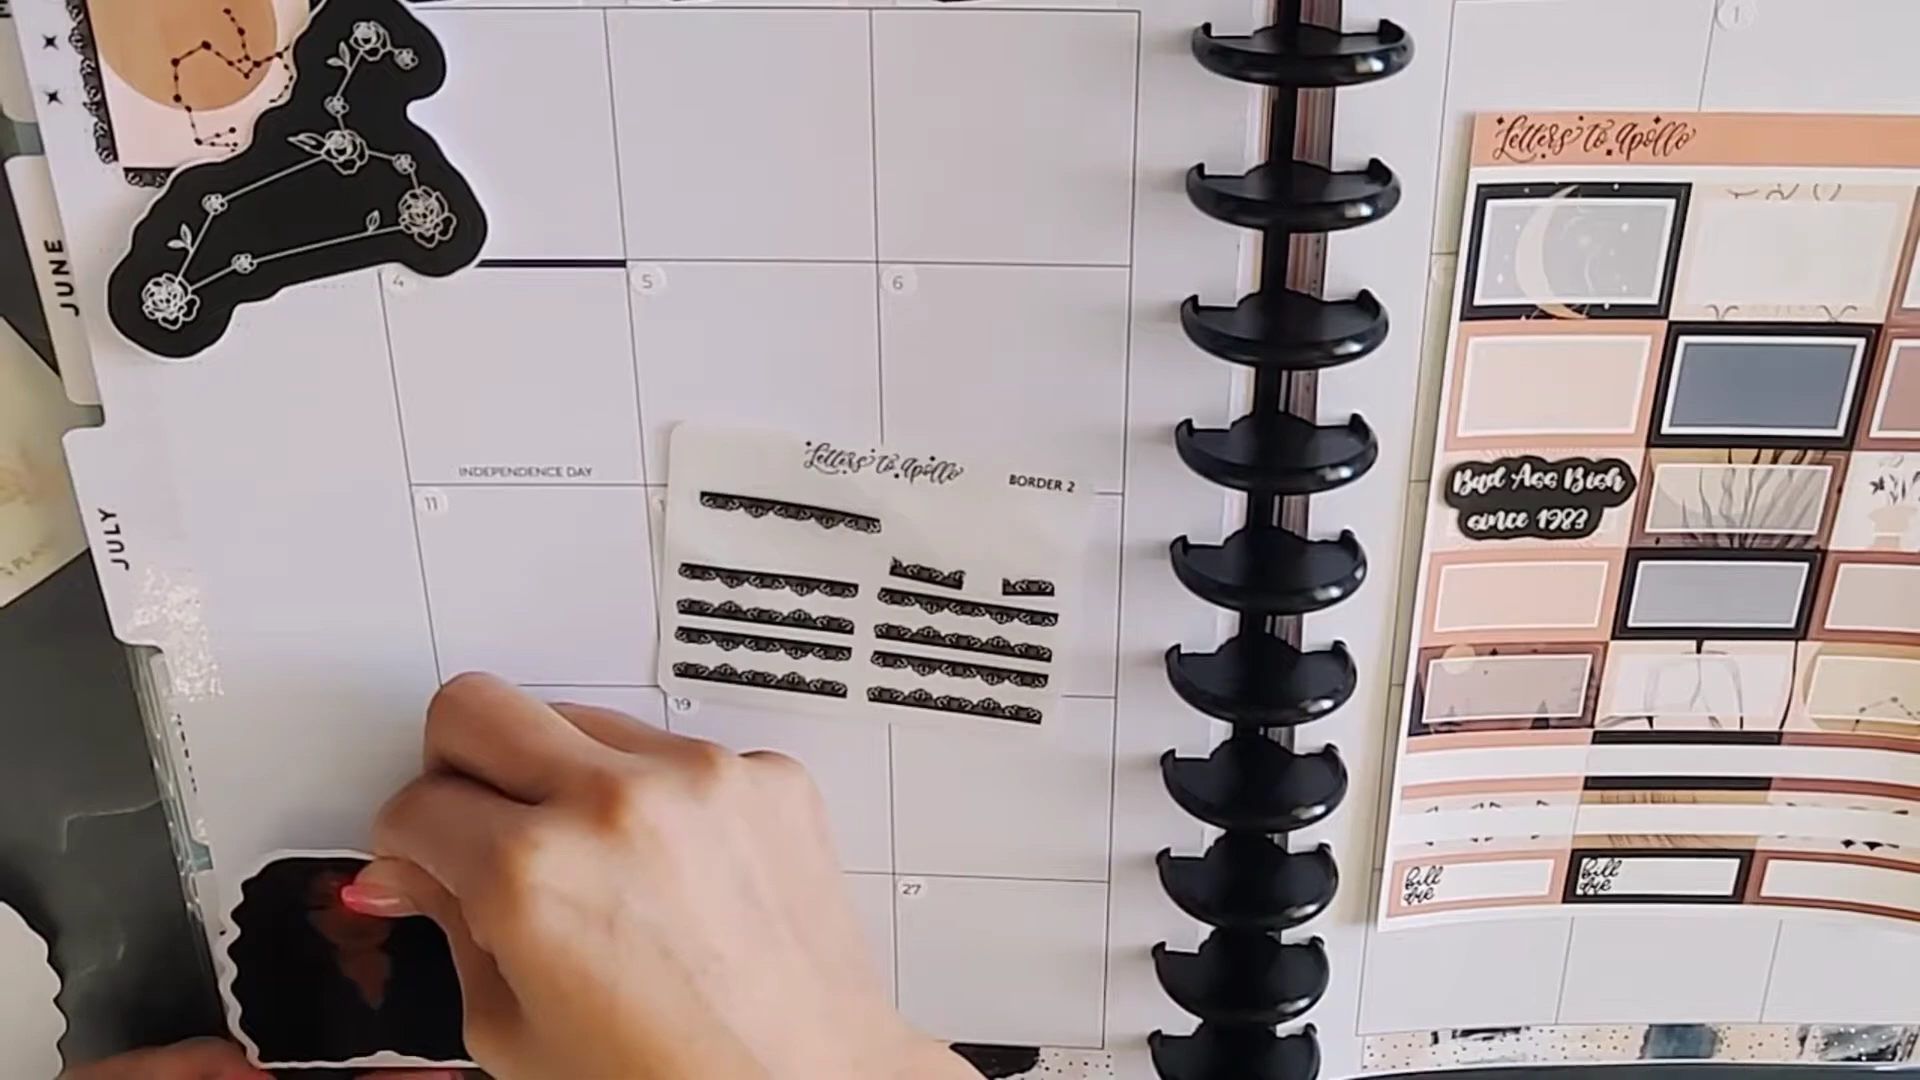 JUNE
JULY
1
4
5
6
INDEPENDENCE DAY
11
19
27
Letters to Apollo
BORDER 2
Letters to Apollo
Bad Ass Bish
since 1983
bill
due
bill
due